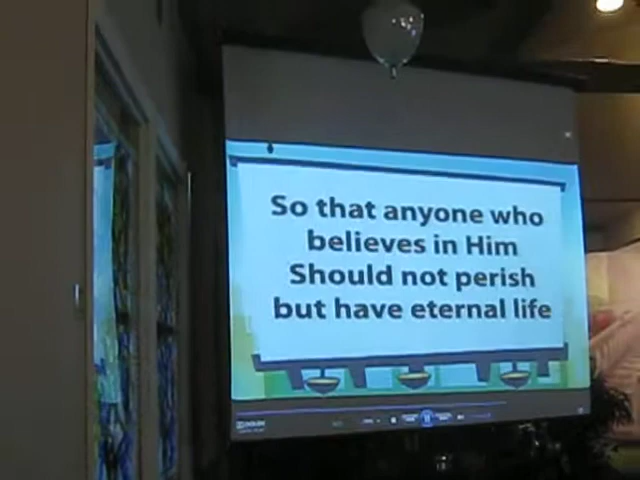 So that anyone who
believes in Him
Should not perish
but have eternal life